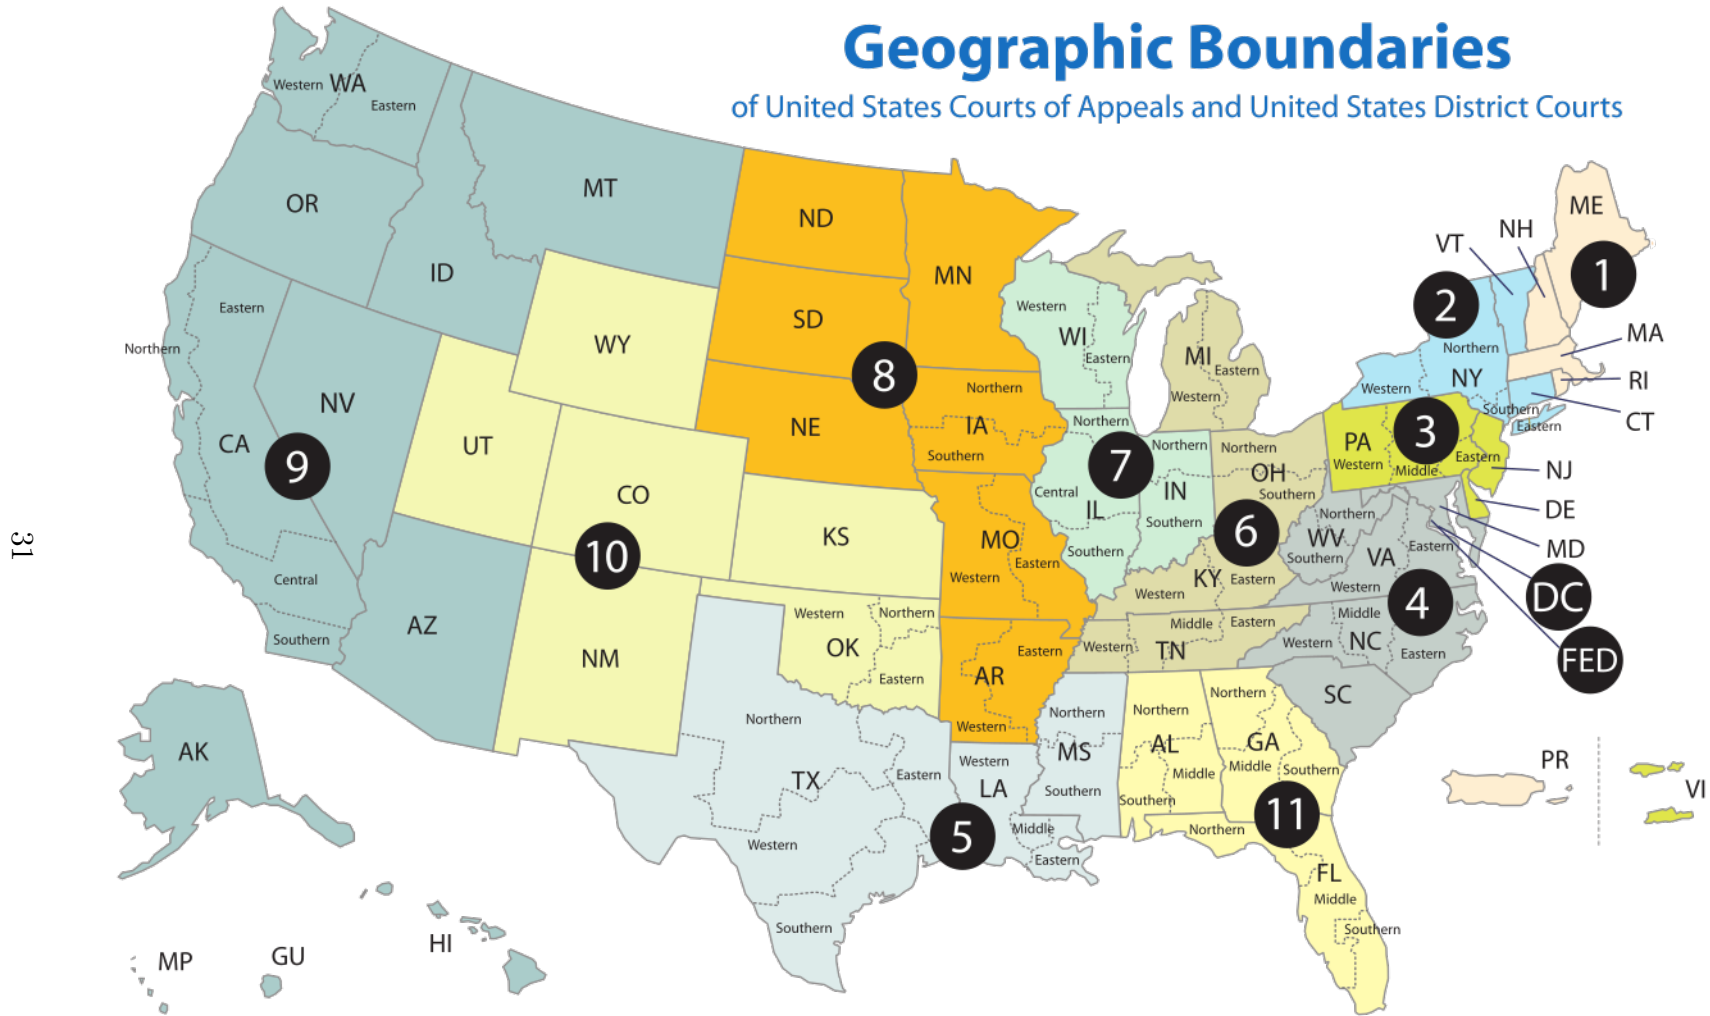 Geographic Boundaries
of United States Courts of Appeals and United States District Courts
Western WA
Eastern
OR
MT
ID
ND
MN
SD
8
WY
NE
Northern
IA
Southern
Eastern
Northern
NV
CA
9
Central
Southern
UT
CO
10
KS
AZ
NM
MO
Eastern
Western
Western
Northern
OK
Eastern
Eastern
AR
Western
Western
WI
Eastern
MI
Eastern
Western
Northern
7
Central
IL
Southern
Northern
IN
Southern
Northern
OH
Southern
6
KY
Eastern
Western
Middle
Eastern
Western
TN
ME
1
NH
VT
2
MA
Northern
Western
NY
RI
Southern
CT
Eastern
PA
3
Western
Middle
Eastern
NJ
DE
Northern
WV
Southern
VA
Eastern
Western
MD
DC
4
FED
Middle
Western
NC
Eastern
SC
Northern
TX
Eastern
Western
Southern
Western
LA
5
Middle
Eastern
Northern
MS
Southern
Northern
AL
Middle
Southern
Northern
GA
Middle
Southern
11
Northern
FL
Middle
Southern
PR
VI
AK
HI
GU
MP
31